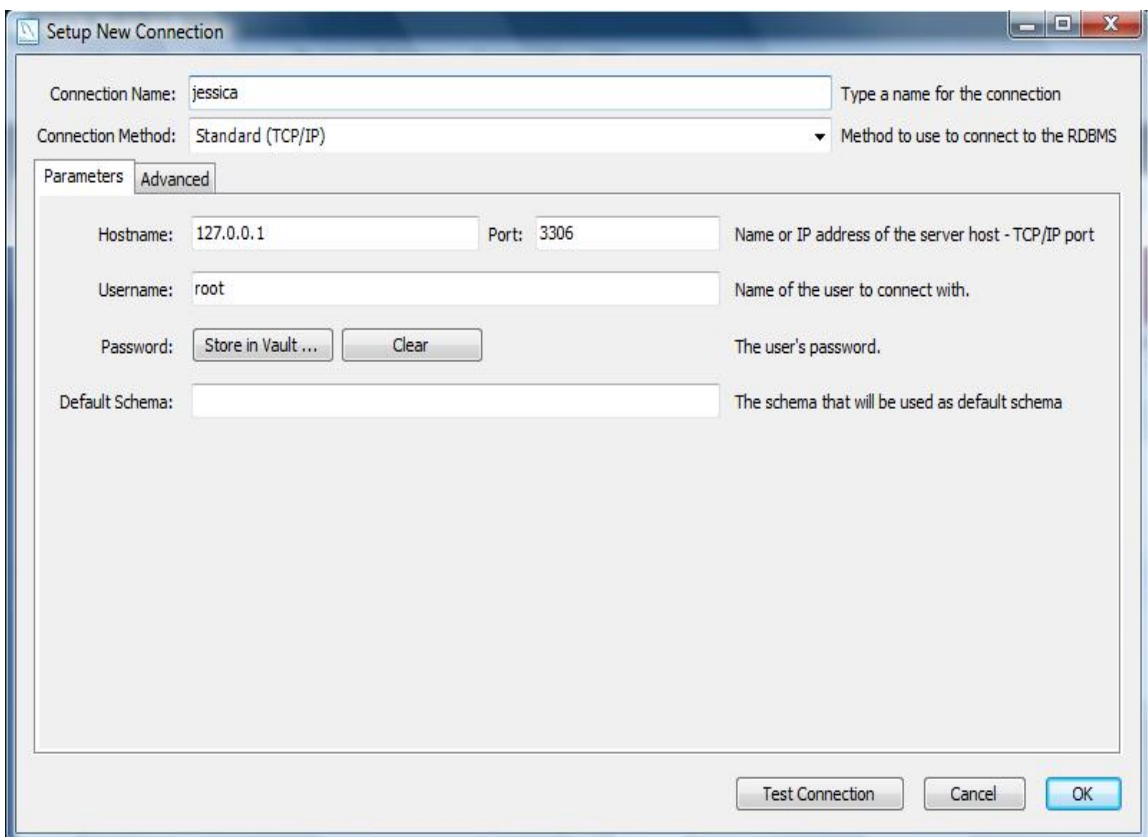 Setup New Connection
Connection Name: jessica Type a name for the connection
Connection Method: Standard (TCP/IP) Method to use to connect to the RDBMS
Parameters Advanced
Hostname: 127.0.0.1 Port: 3306 Name or IP address of the server host - TCP/IP port
Username: root Name of the user to connect with.
Password: Store in Vault ... Clear The user's password.
Default Schema: The schema that will be used as default schema
Test Connection Cancel OK